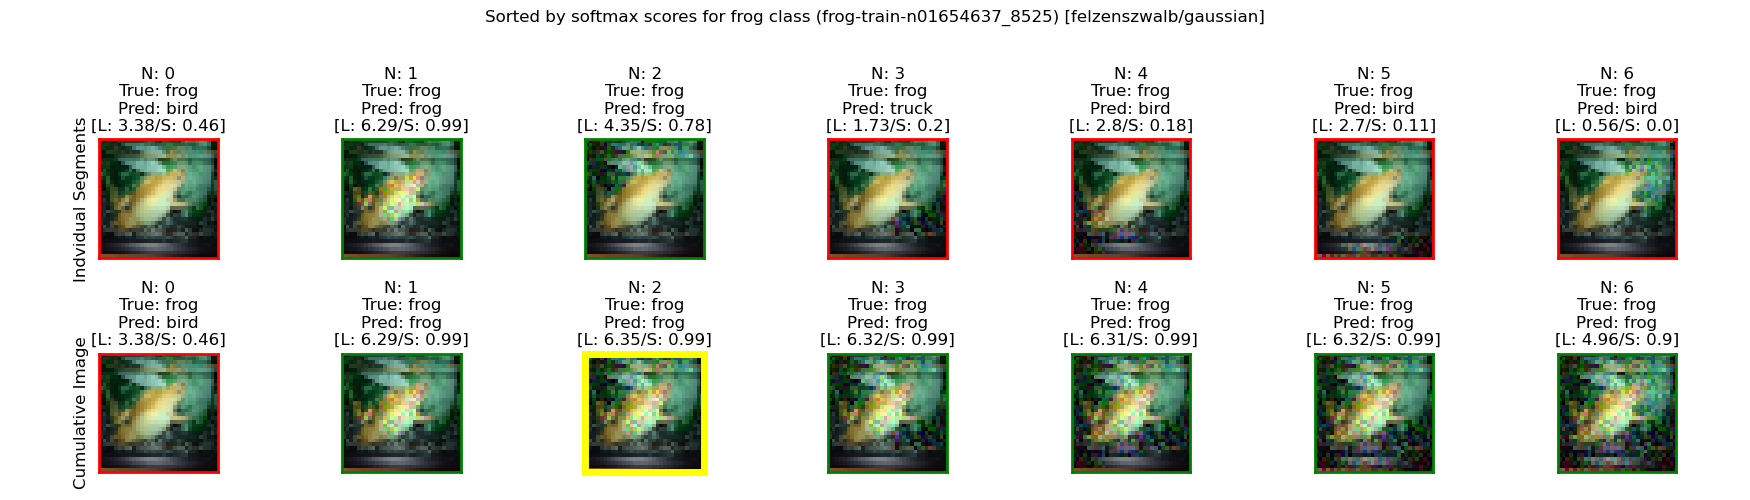 Sorted by softmax scores for frog class (frog-train-n01654637_8525) [felzenszwalb/gaussian]
Indvidual Segments
N: 0
True: frog
Pred: bird
[L: 3.38/S: 0.46]
N: 1
True: frog
Pred: frog
[L: 6.29/S: 0.99]
N: 2
True: frog
Pred: frog
[L: 4.35/S: 0.78]
N: 3
True: frog
Pred: truck
[L: 1.73/S: 0.2]
N: 4
True: frog
Pred: bird
[L: 2.8/S: 0.18]
N: 5
True: frog
Pred: bird
[L: 2.7/S: 0.11]
N: 6
True: frog
Pred: bird
[L: 0.56/S: 0.0]
Cumulative Image
N: 0
True: frog
Pred: bird
[L: 3.38/S: 0.46]
N: 1
True: frog
Pred: frog
[L: 6.29/S: 0.99]
N: 2
True: frog
Pred: frog
[L: 6.35/S: 0.99]
N: 3
True: frog
Pred: frog
[L: 6.32/S: 0.99]
N: 4
True: frog
Pred: frog
[L: 6.31/S: 0.99]
N: 5
True: frog
Pred: frog
[L: 6.32/S: 0.99]
N: 6
True: frog
Pred: frog
[L: 4.96/S: 0.9]